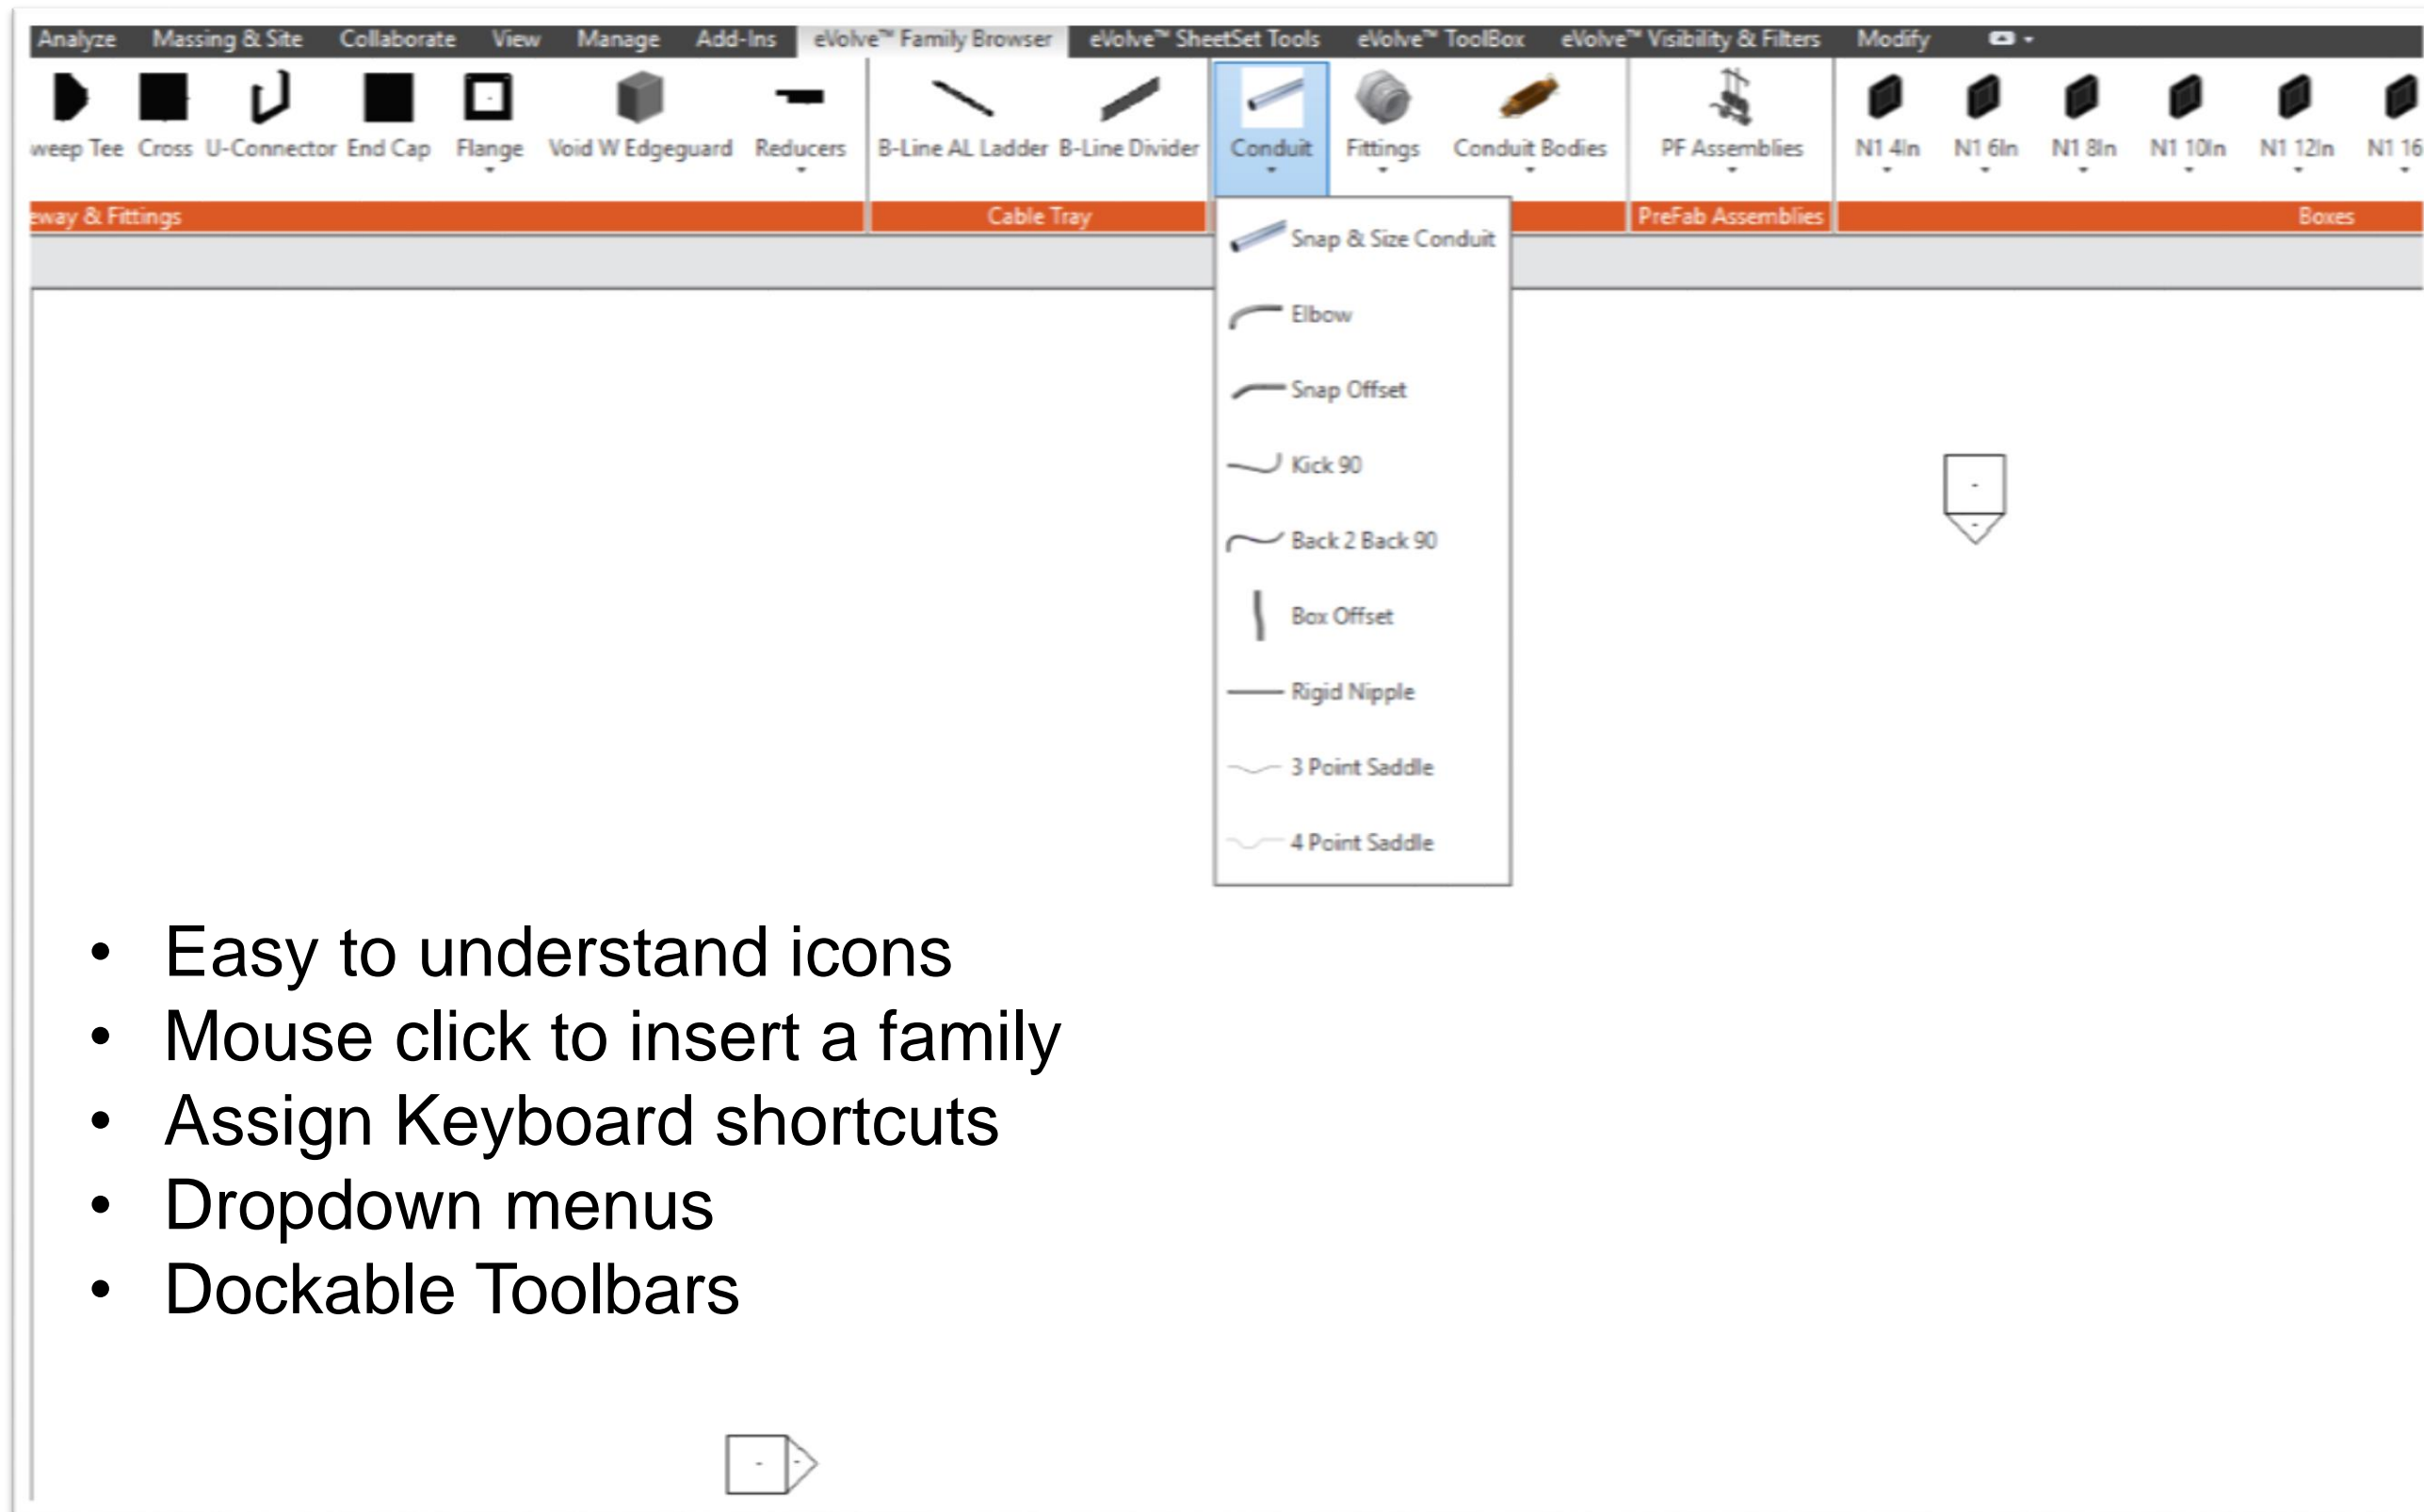 Analyze Massing & Site Collaborate View Manage Add-Ins eVolve™ Family Browser eVolve™ SheetSet Tools eVolve™ ToolBox eVolve™ Visibility & Filters Modify
weep Tee Cross U-Connector End Cap Flange Void W Edgeguard Reducers B-Line AL Ladder B-Line Divider Conduit Fittings Conduit Bodies PF Assemblies N1 4In N1 6In N1 8In N1 10In N1 12In N1 16
eway & Fittings Cable Tray PreFab Assemblies Boxes
Snap & Size Conduit
Elbow
Snap Offset
Kick 90
Back 2 Back 90
Box Offset
Rigid Nipple
3 Point Saddle
4 Point Saddle
• Easy to understand icons
• Mouse click to insert a family
• Assign Keyboard shortcuts
• Dropdown menus
• Dockable Toolbars